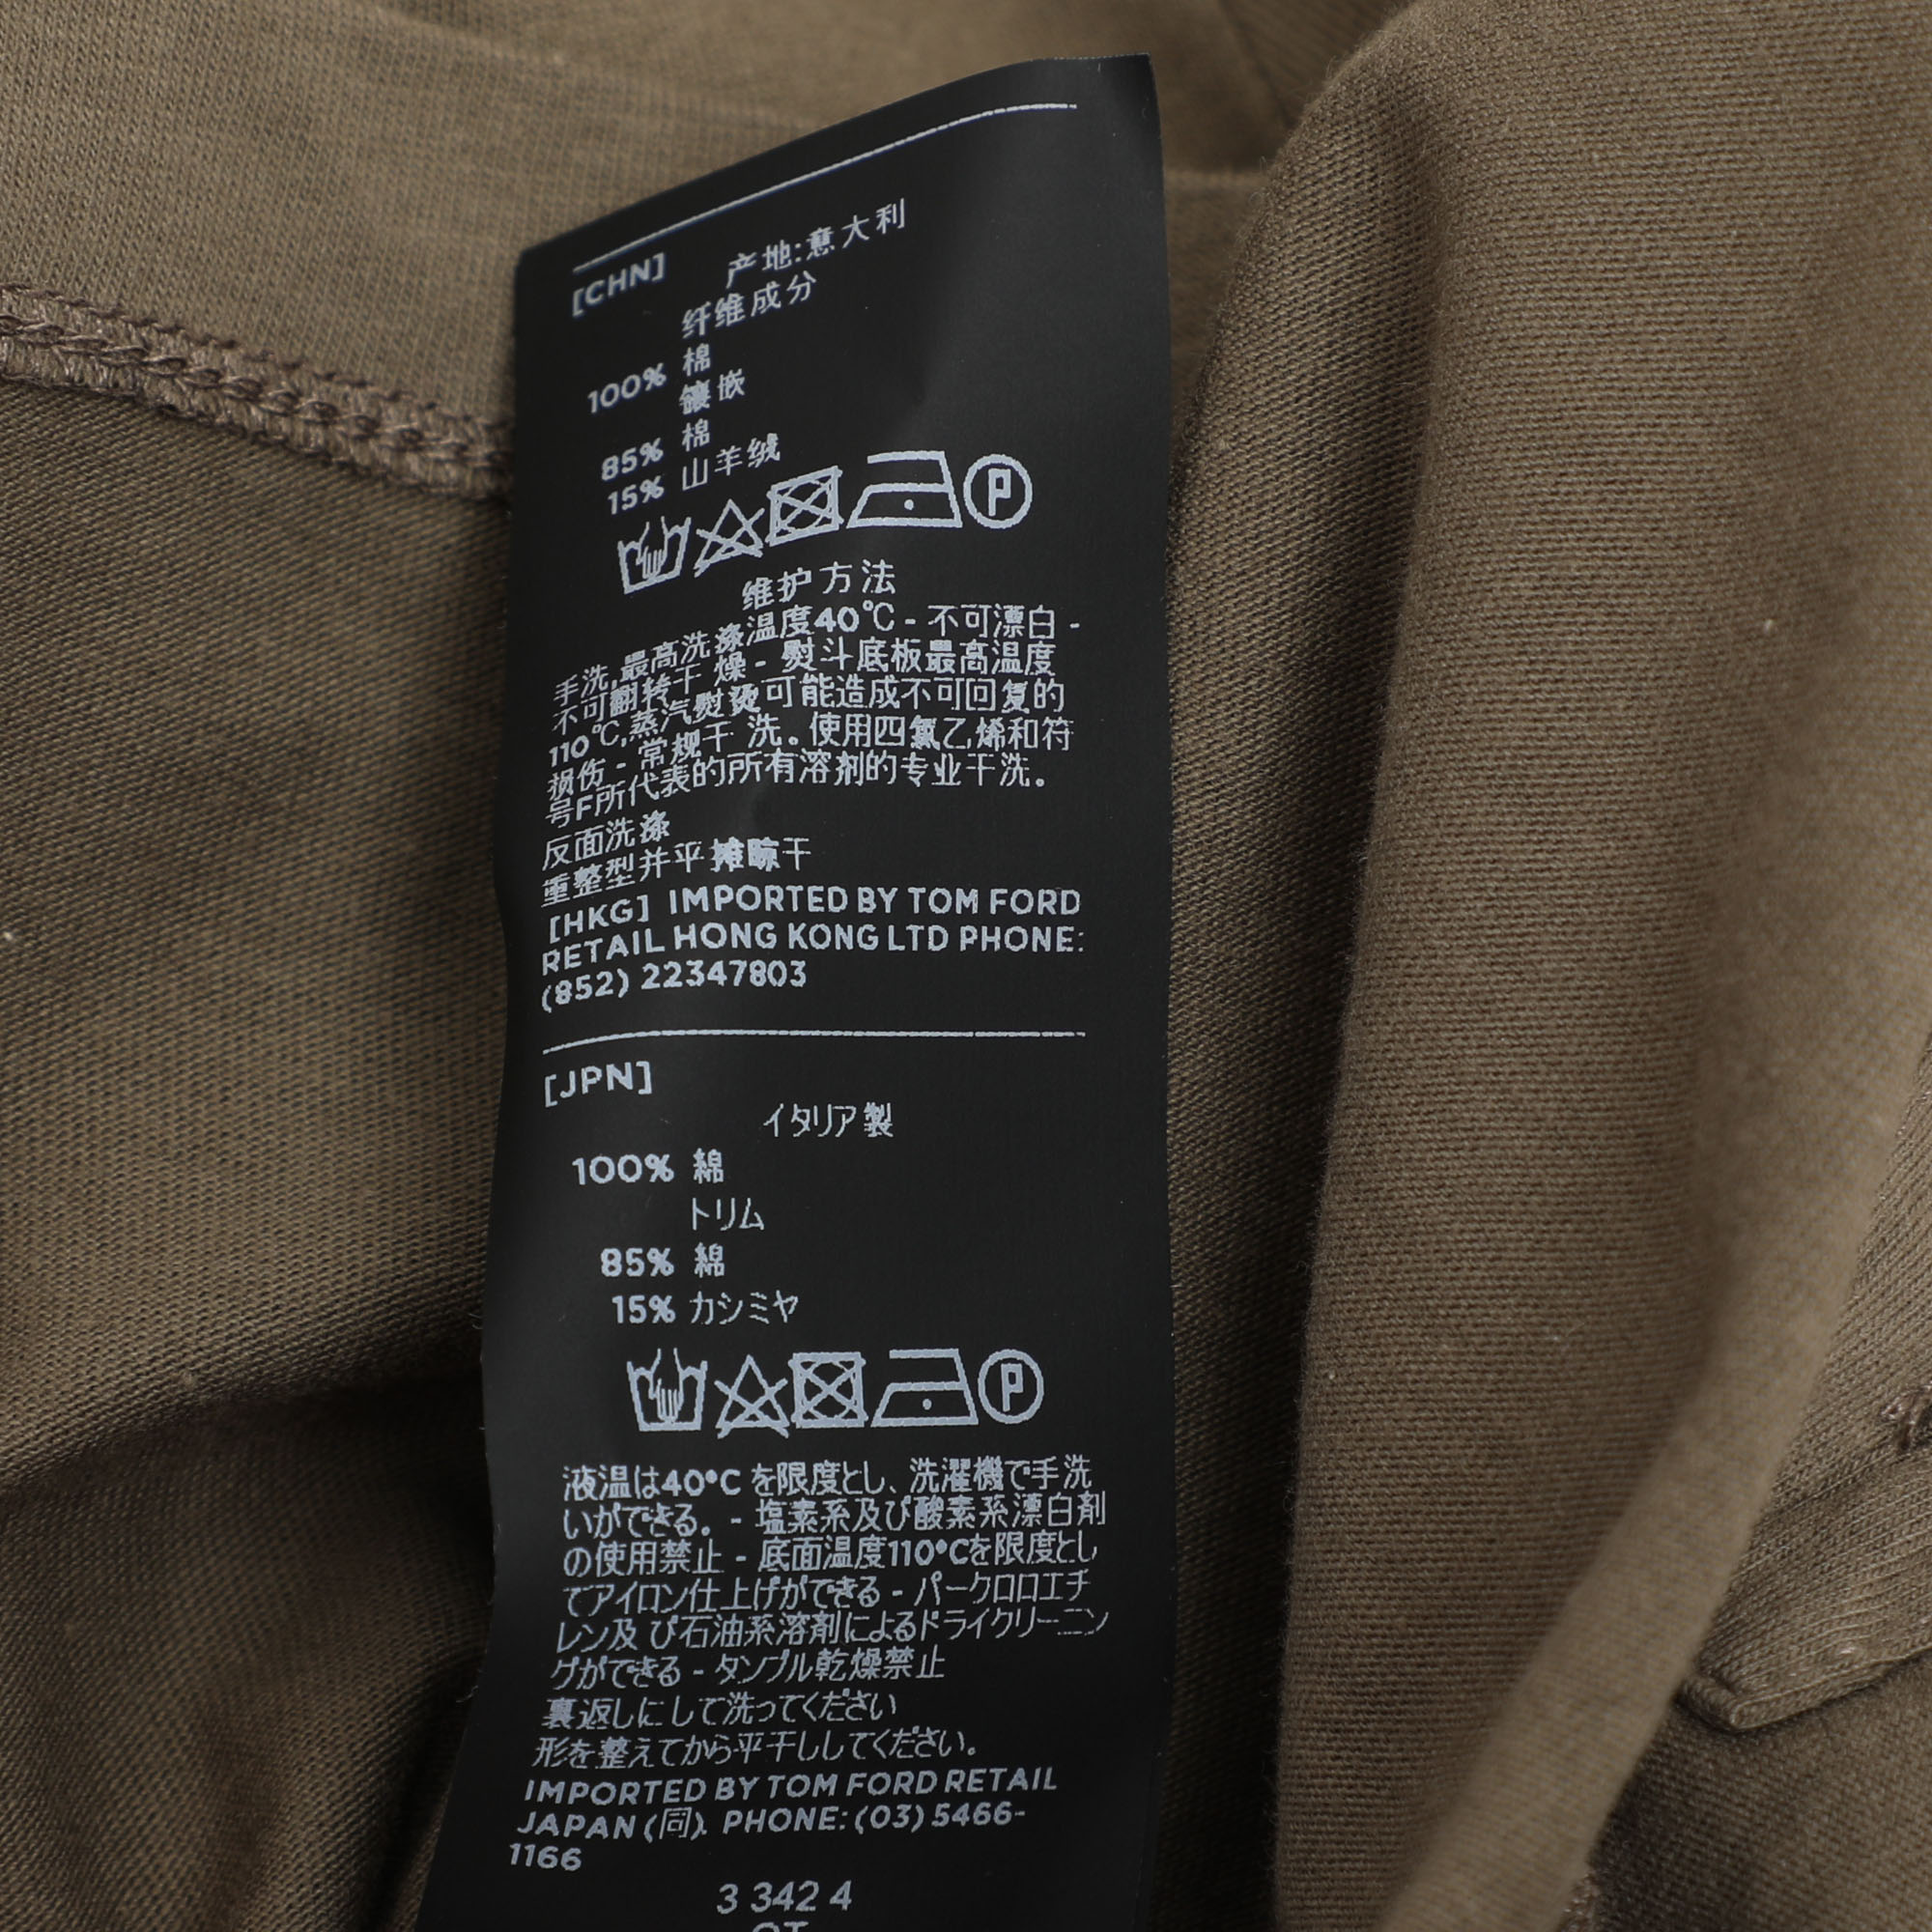 [CHN] 产地:意大利
纤维成分
100% 棉
镶嵌
85% 棉
15% 山羊绒
维护方法
手洗,最高洗涤温度40℃ - 不可漂白 -
不可翻转干 燥 - 熨斗底板最高温度
110℃,蒸汽熨烫可能造成不可回复的
损伤 - 常规干 洗。使用四氯乙烯和符
号F所代表的所有溶剂的专业干洗。
反面洗涤
重整型并平摊晾干
[HKG] IMPORTED BY TOM FORD
RETAIL HONG KONG LTD PHONE:
(852) 22347803
[JPN]
イタリア製
100% 綿
トリム
85% 綿
15% カシミヤ
液温は40°C を限度とし、洗濯機で手洗
いができる。 - 塩素系及び酸素系漂白剤
の使用禁止 - 底面温度110°Cを限度とし
てアイロン仕上げができる - パークロロエチ
レン及 び石油系溶剤によるドライクリーニン
グができる - タンブル乾燥禁止
裏返しにして洗ってください
形を整えてから平干ししてください。
IMPORTED BY TOM FORD RETAIL
JAPAN (同). PHONE: (03) 5466-
1166
3 342 4